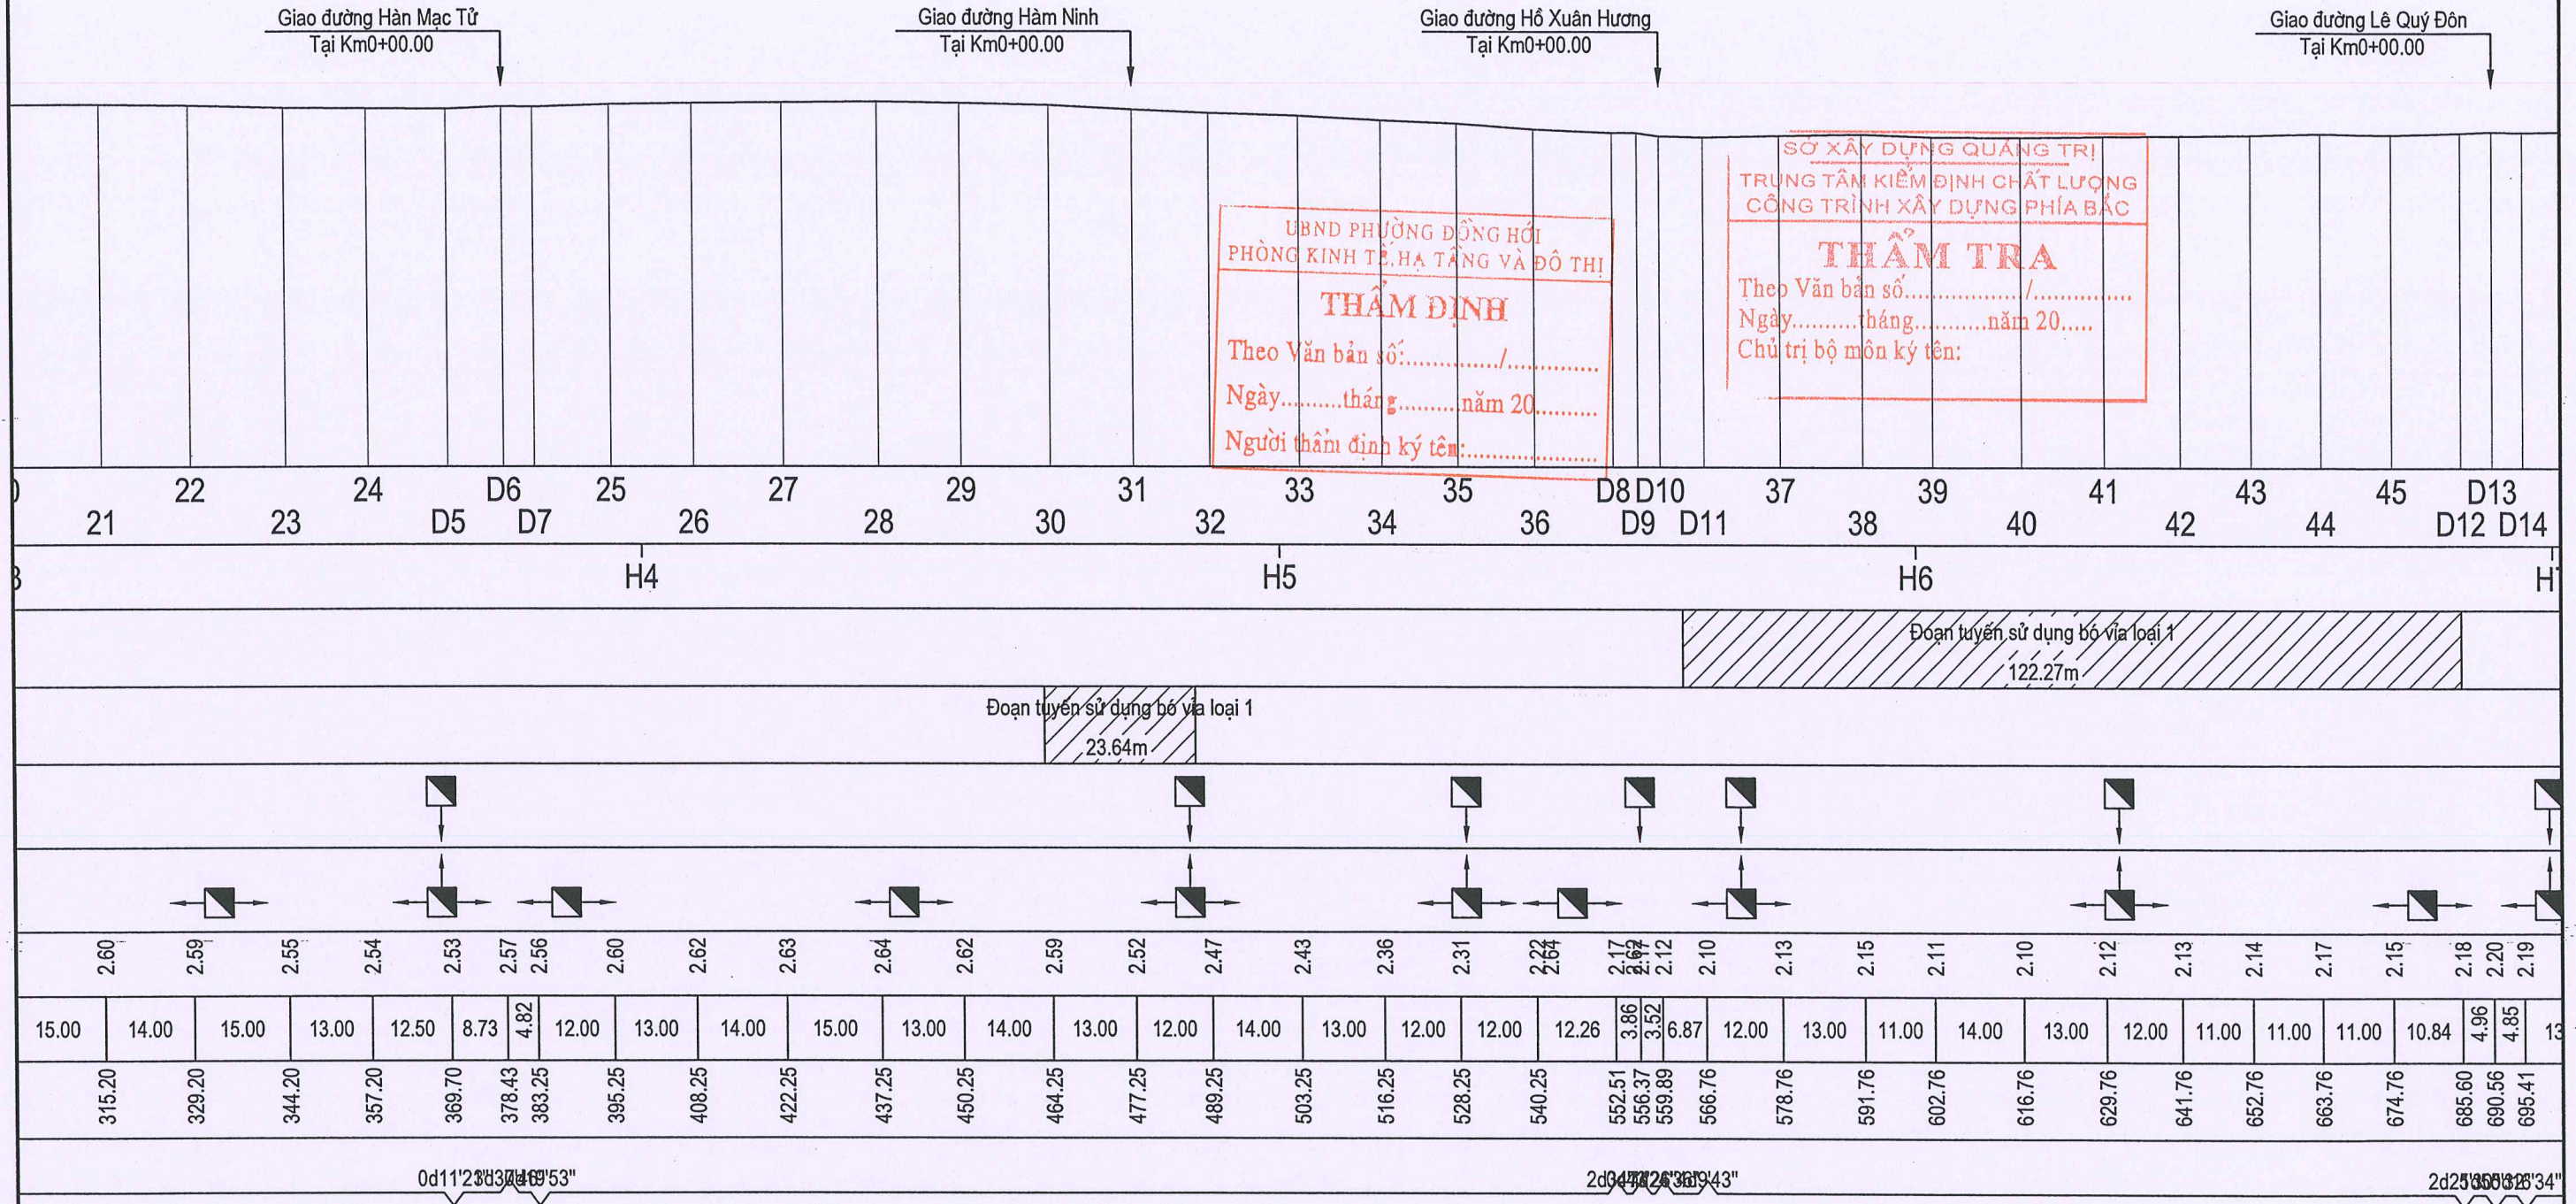 Giao đường Hàn Mạc Tử
Tại Km0+00.00
Giao đường Hàm Ninh
Tại Km0+00.00
Giao đường Hồ Xuân Hương
Tại Km0+00.00
Giao đường Lê Quý Đôn
Tại Km0+00.00
UBND PHƯỜNG ĐỒNG HỚI
PHÒNG KINH TẾ, HẠ TẦNG VÀ ĐÔ THỊ
THẨM ĐỊNH
Theo Văn bản số:............/..............
Ngày.........tháng.........năm 20.........
Người thẩm định ký tên:...................
SỞ XÂY DỰNG QUẢNG TRỊ
TRUNG TÂM KIỂM ĐỊNH CHẤT LƯỢNG
CÔNG TRÌNH XÂY DỰNG PHÍA BẮC
THẨM TRA
Theo Văn bản số................./..............
Ngày.........tháng..........năm 20.....
Chủ trị bộ môn ký tên:
22 24 D6 25 27 29 31 33 35 D8 D10 37 39 41 43 45 D13
21 23 D5 D7 26 28 30 32 34 36 D9 D11 38 40 42 44 D12 D14
H4 H5 H6
Đoạn tuyến sử dụng bó vỉa loại 1
122.27m
Đoạn tuyến sử dụng bó vỉa loại 1
23.64m
2.60 2.59 2.55 2.54 2.53 2.57 2.56 2.60 2.62 2.63 2.64 2.62 2.59 2.52 2.47 2.43 2.36 2.31 2.22 2.64 2.17 2.17 2.12 2.10 2.13 2.15 2.11 2.10 2.12 2.13 2.14 2.17 2.15 2.18 2.20 2.19
15.00 14.00 15.00 13.00 12.50 8.73 4.82 12.00 13.00 14.00 15.00 13.00 14.00 13.00 12.00 14.00 13.00 12.00 12.00 12.26 3.86 3.52 6.87 12.00 13.00 11.00 14.00 13.00 12.00 11.00 11.00 11.00 10.84 4.96 4.85 13
315.20 329.20 344.20 357.20 369.70 378.43 383.25 395.25 408.25 422.25 437.25 450.25 464.25 477.25 489.25 503.25 516.25 528.25 540.25 552.51 556.37 559.89 566.76 578.76 591.76 602.76 616.76 629.76 641.76 652.76 663.76 674.76 685.60 690.56 695.41